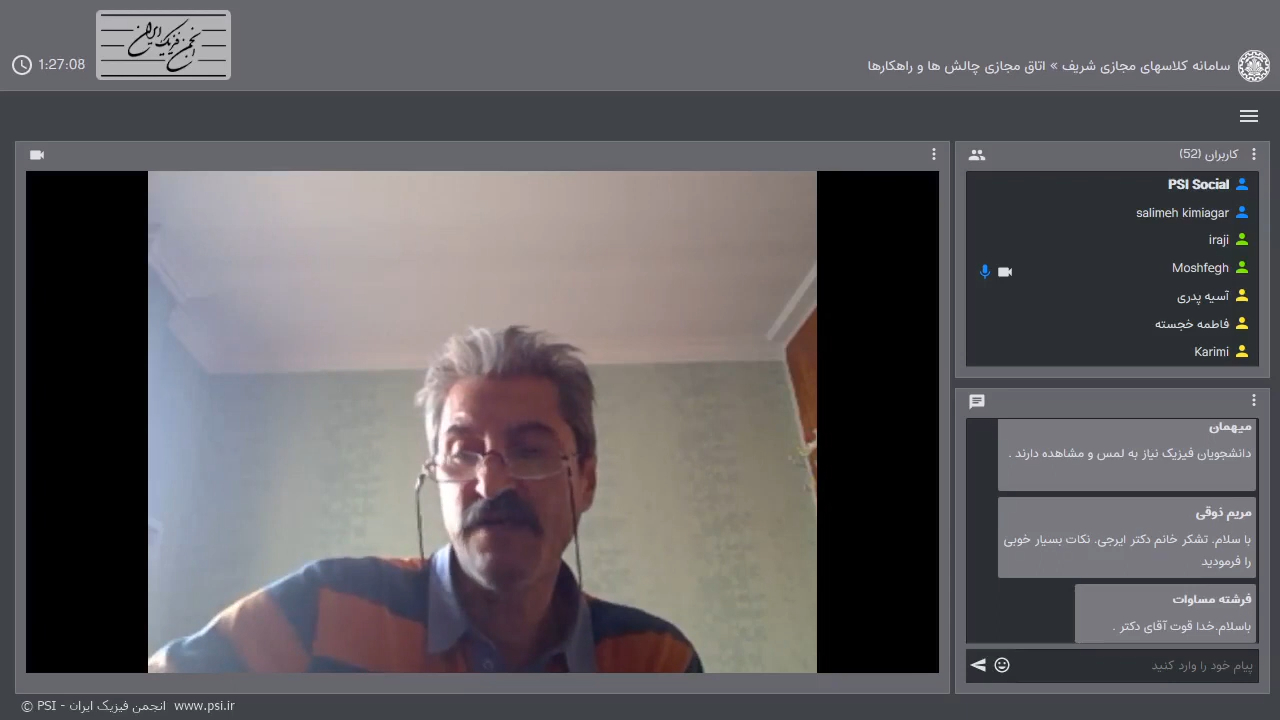 1:27:08
انجمن فیزیک ایران
سامانه کلاسهای مجازی شریف » اتاق مجازی چالش ها و راهکارها
کاربران (52)
PSI Social
salimeh kimiagar
iraji
Moshfegh
آسیه پدری
فاطمه خجسته
Karimi
میهمان
دانشجویان فیزیک نیاز به لمس و مشاهده دارند .
مریم ذوقی
با سلام. تشکر خانم دکتر ایرجی. نکات بسیار خوبی
را فرمودید
فرشته مساوات
باسلام.خدا قوت آقای دکتر .
پیام خود را وارد کنید
© PSI - انجمن فیزیک ایران www.psi.ir